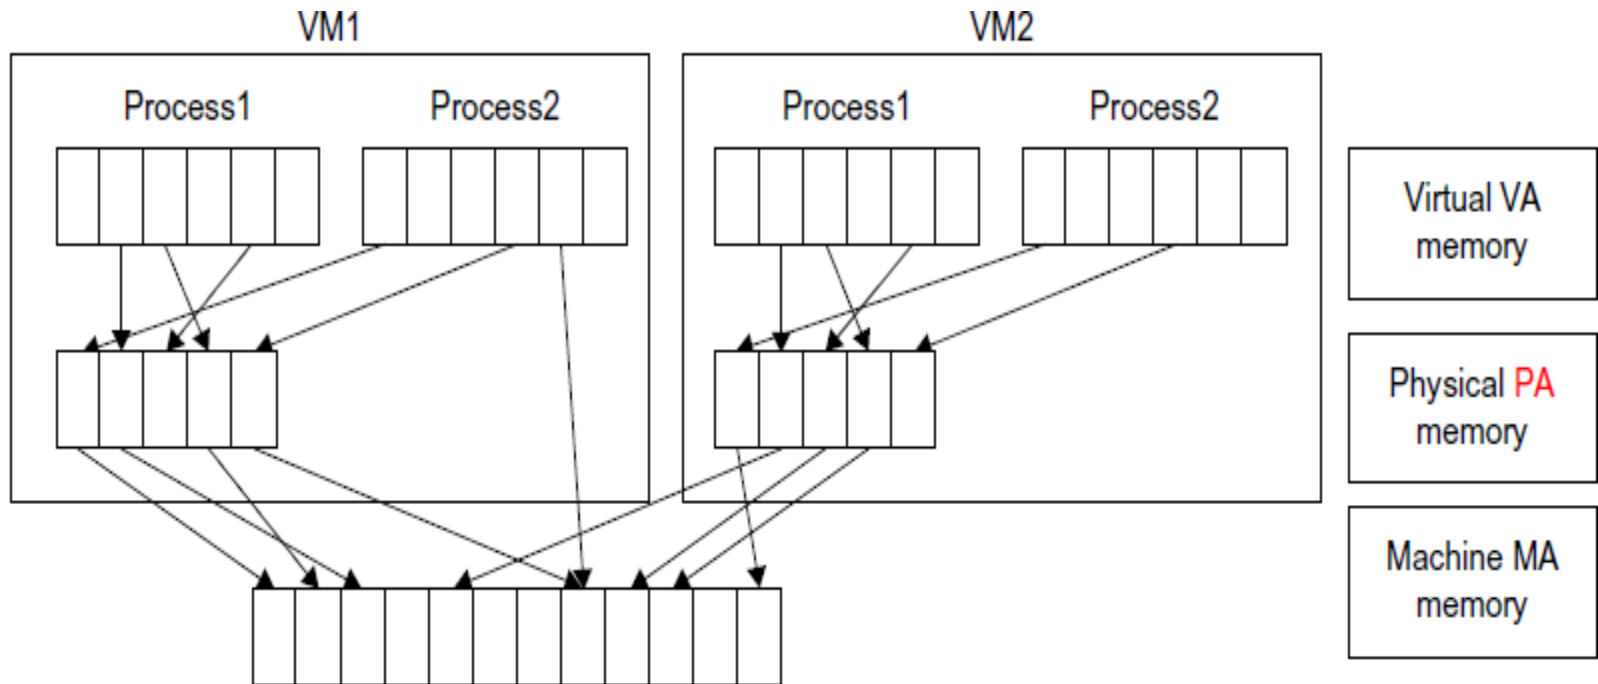 VM1
VM2
Process1
Process2
Process1
Process2
Virtual VA
memory
Physical PA
memory
Machine MA
memory